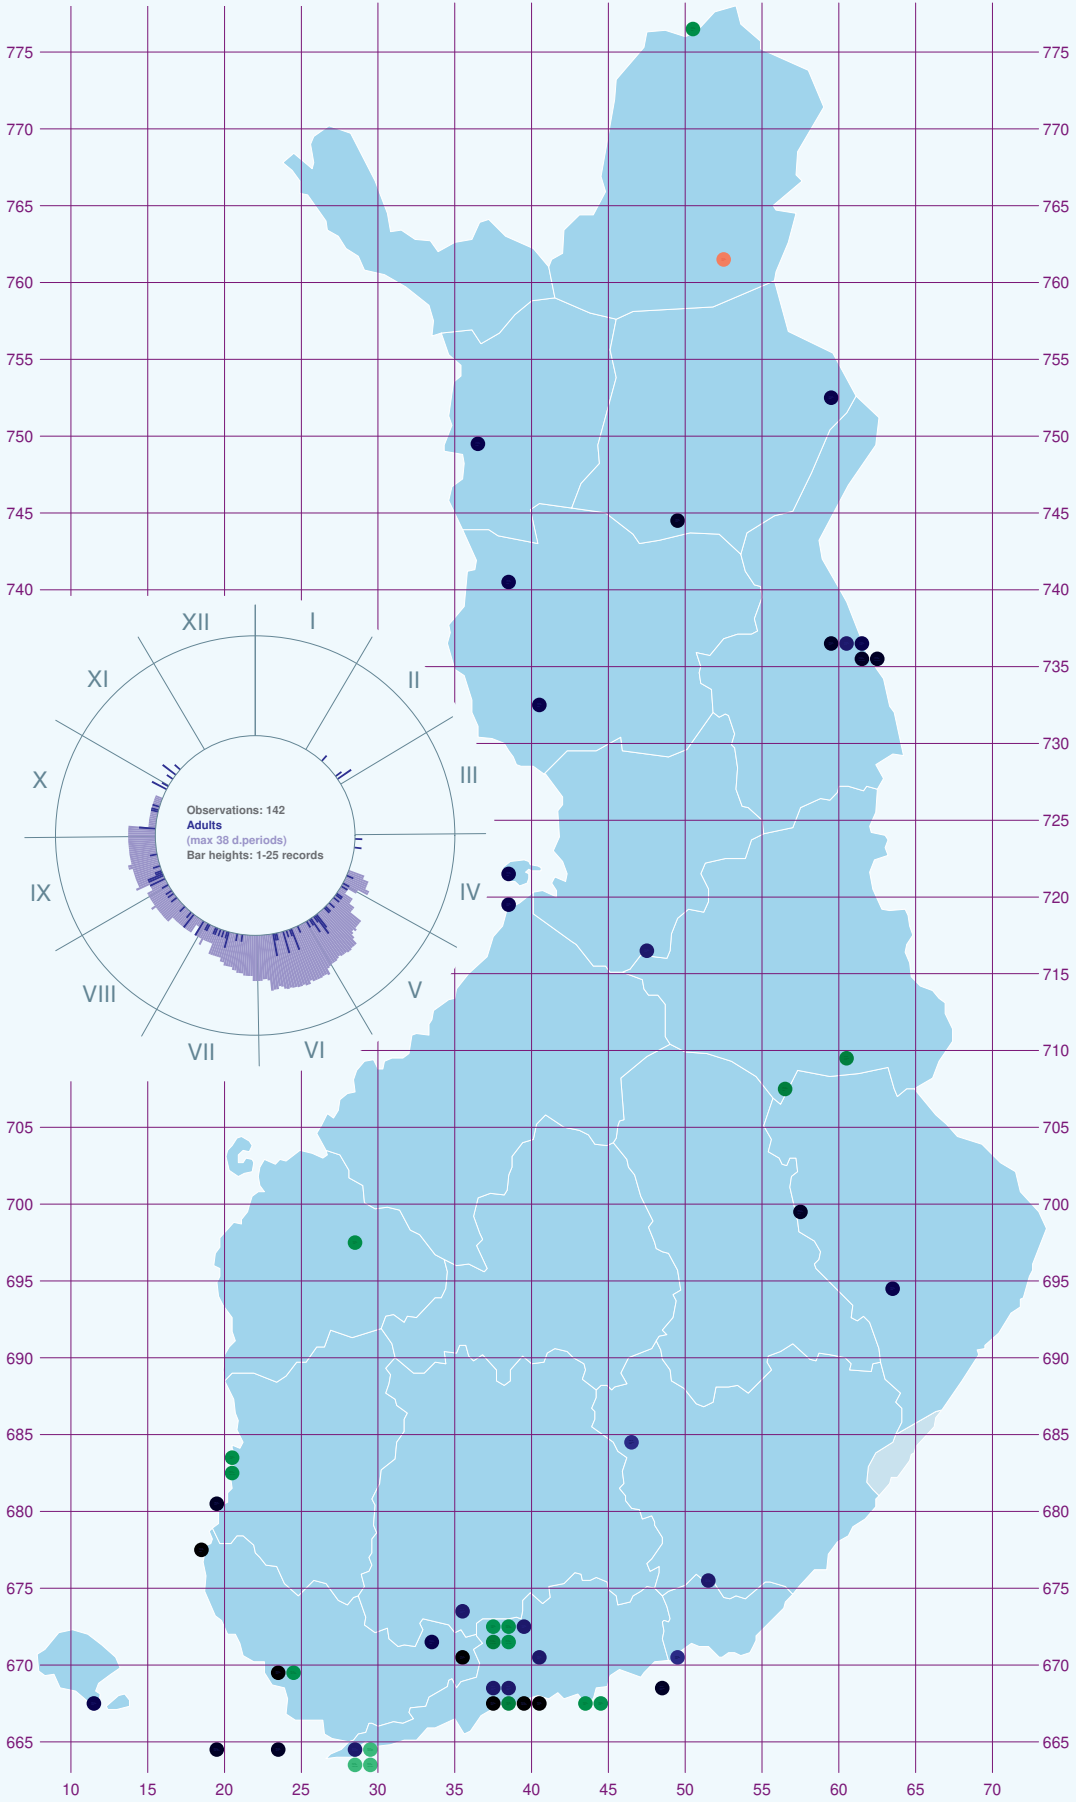 775 775
770 770
765 765
760 760
755 755
750 750
745 745
740 740
XII I
XI II
735
X III
730 730
Observations: 142
Adults
(max 38 d.periods)
Bar heights: 1-25 records
725
IX IV
720
VIII V
715
VII VI
710
705 705
700 700
695 695
690 690
685 685
680 680
675 675
670 670
665 665
10 15 20 25 30 35 40 45 50 55 60 65 70